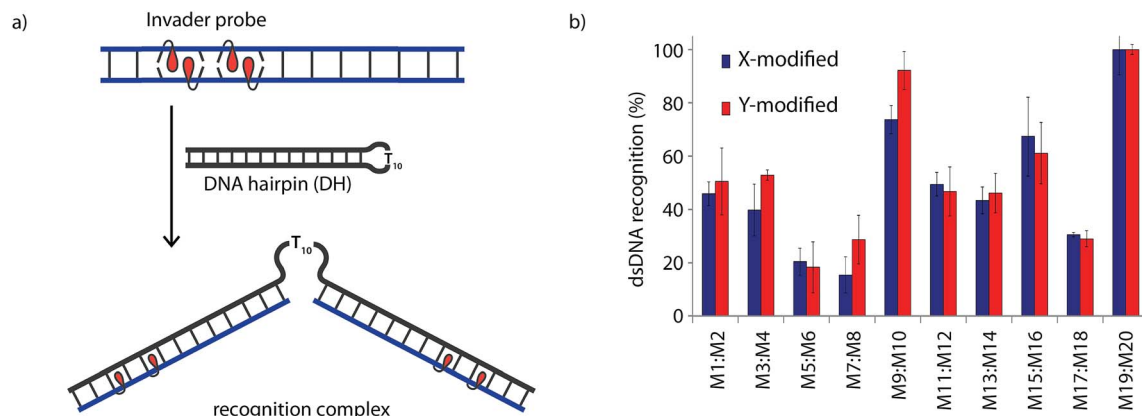 a)
Invader probe
T10
DNA hairpin (DH)
T10
recognition complex
b)
dsDNA recognition (%)
100
80
60
40
20
0
X-modified
Y-modified
M1:M2
M3:M4
M5:M6
M7:M8
M9:M10
M11:M12
M13:M14
M15:M16
M17:M18
M19:M20